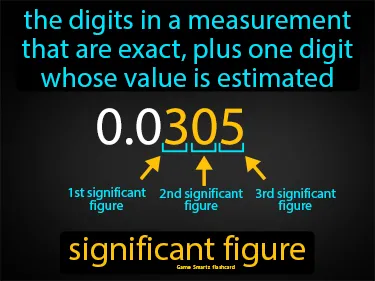 the digits in a measurement
that are exact, plus one digit
whose value is estimated
0.0305
1st significant
figure
2nd significant
figure
3rd significant
figure
significant figure
Game Smartz flashcard